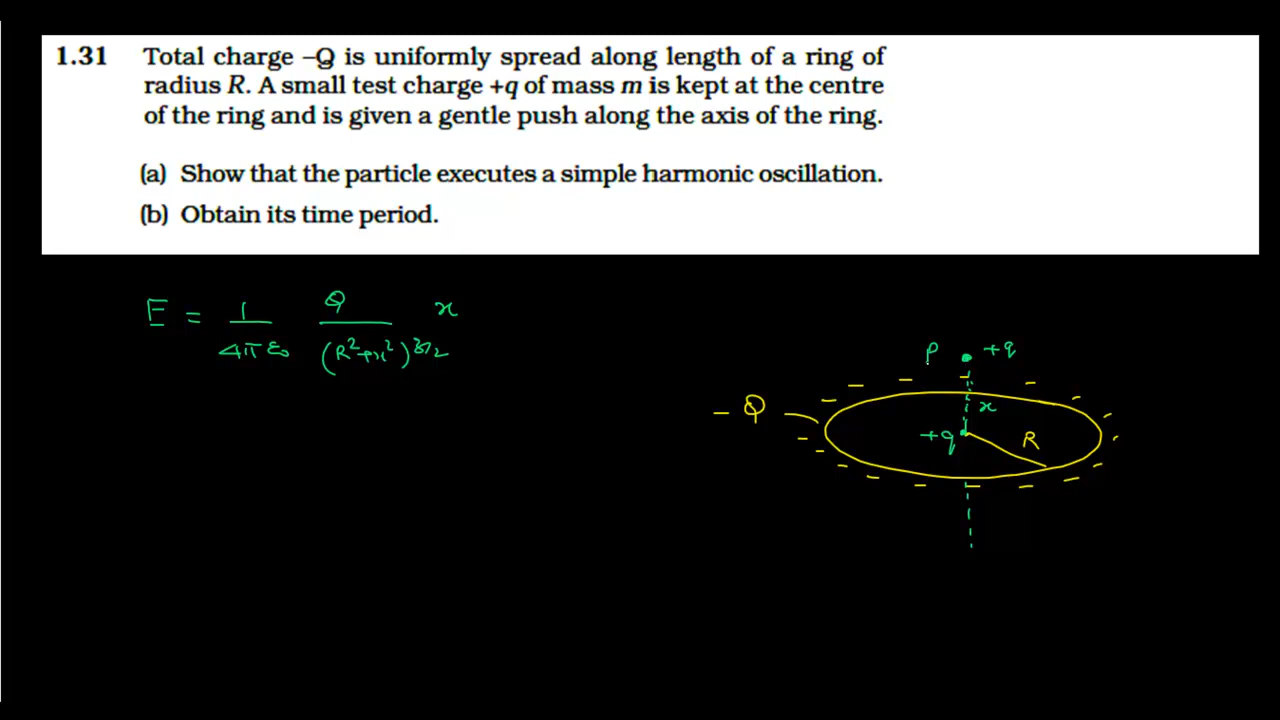 1.31 Total charge –Q is uniformly spread along length of a ring of
radius R. A small test charge +q of mass m is kept at the centre
of the ring and is given a gentle push along the axis of the ring.
(a) Show that the particle executes a simple harmonic oscillation.
(b) Obtain its time period.
E = 1/4πε₀ Q/(R²+x²)^3/2 x
P +q
x
– Q
+q
R